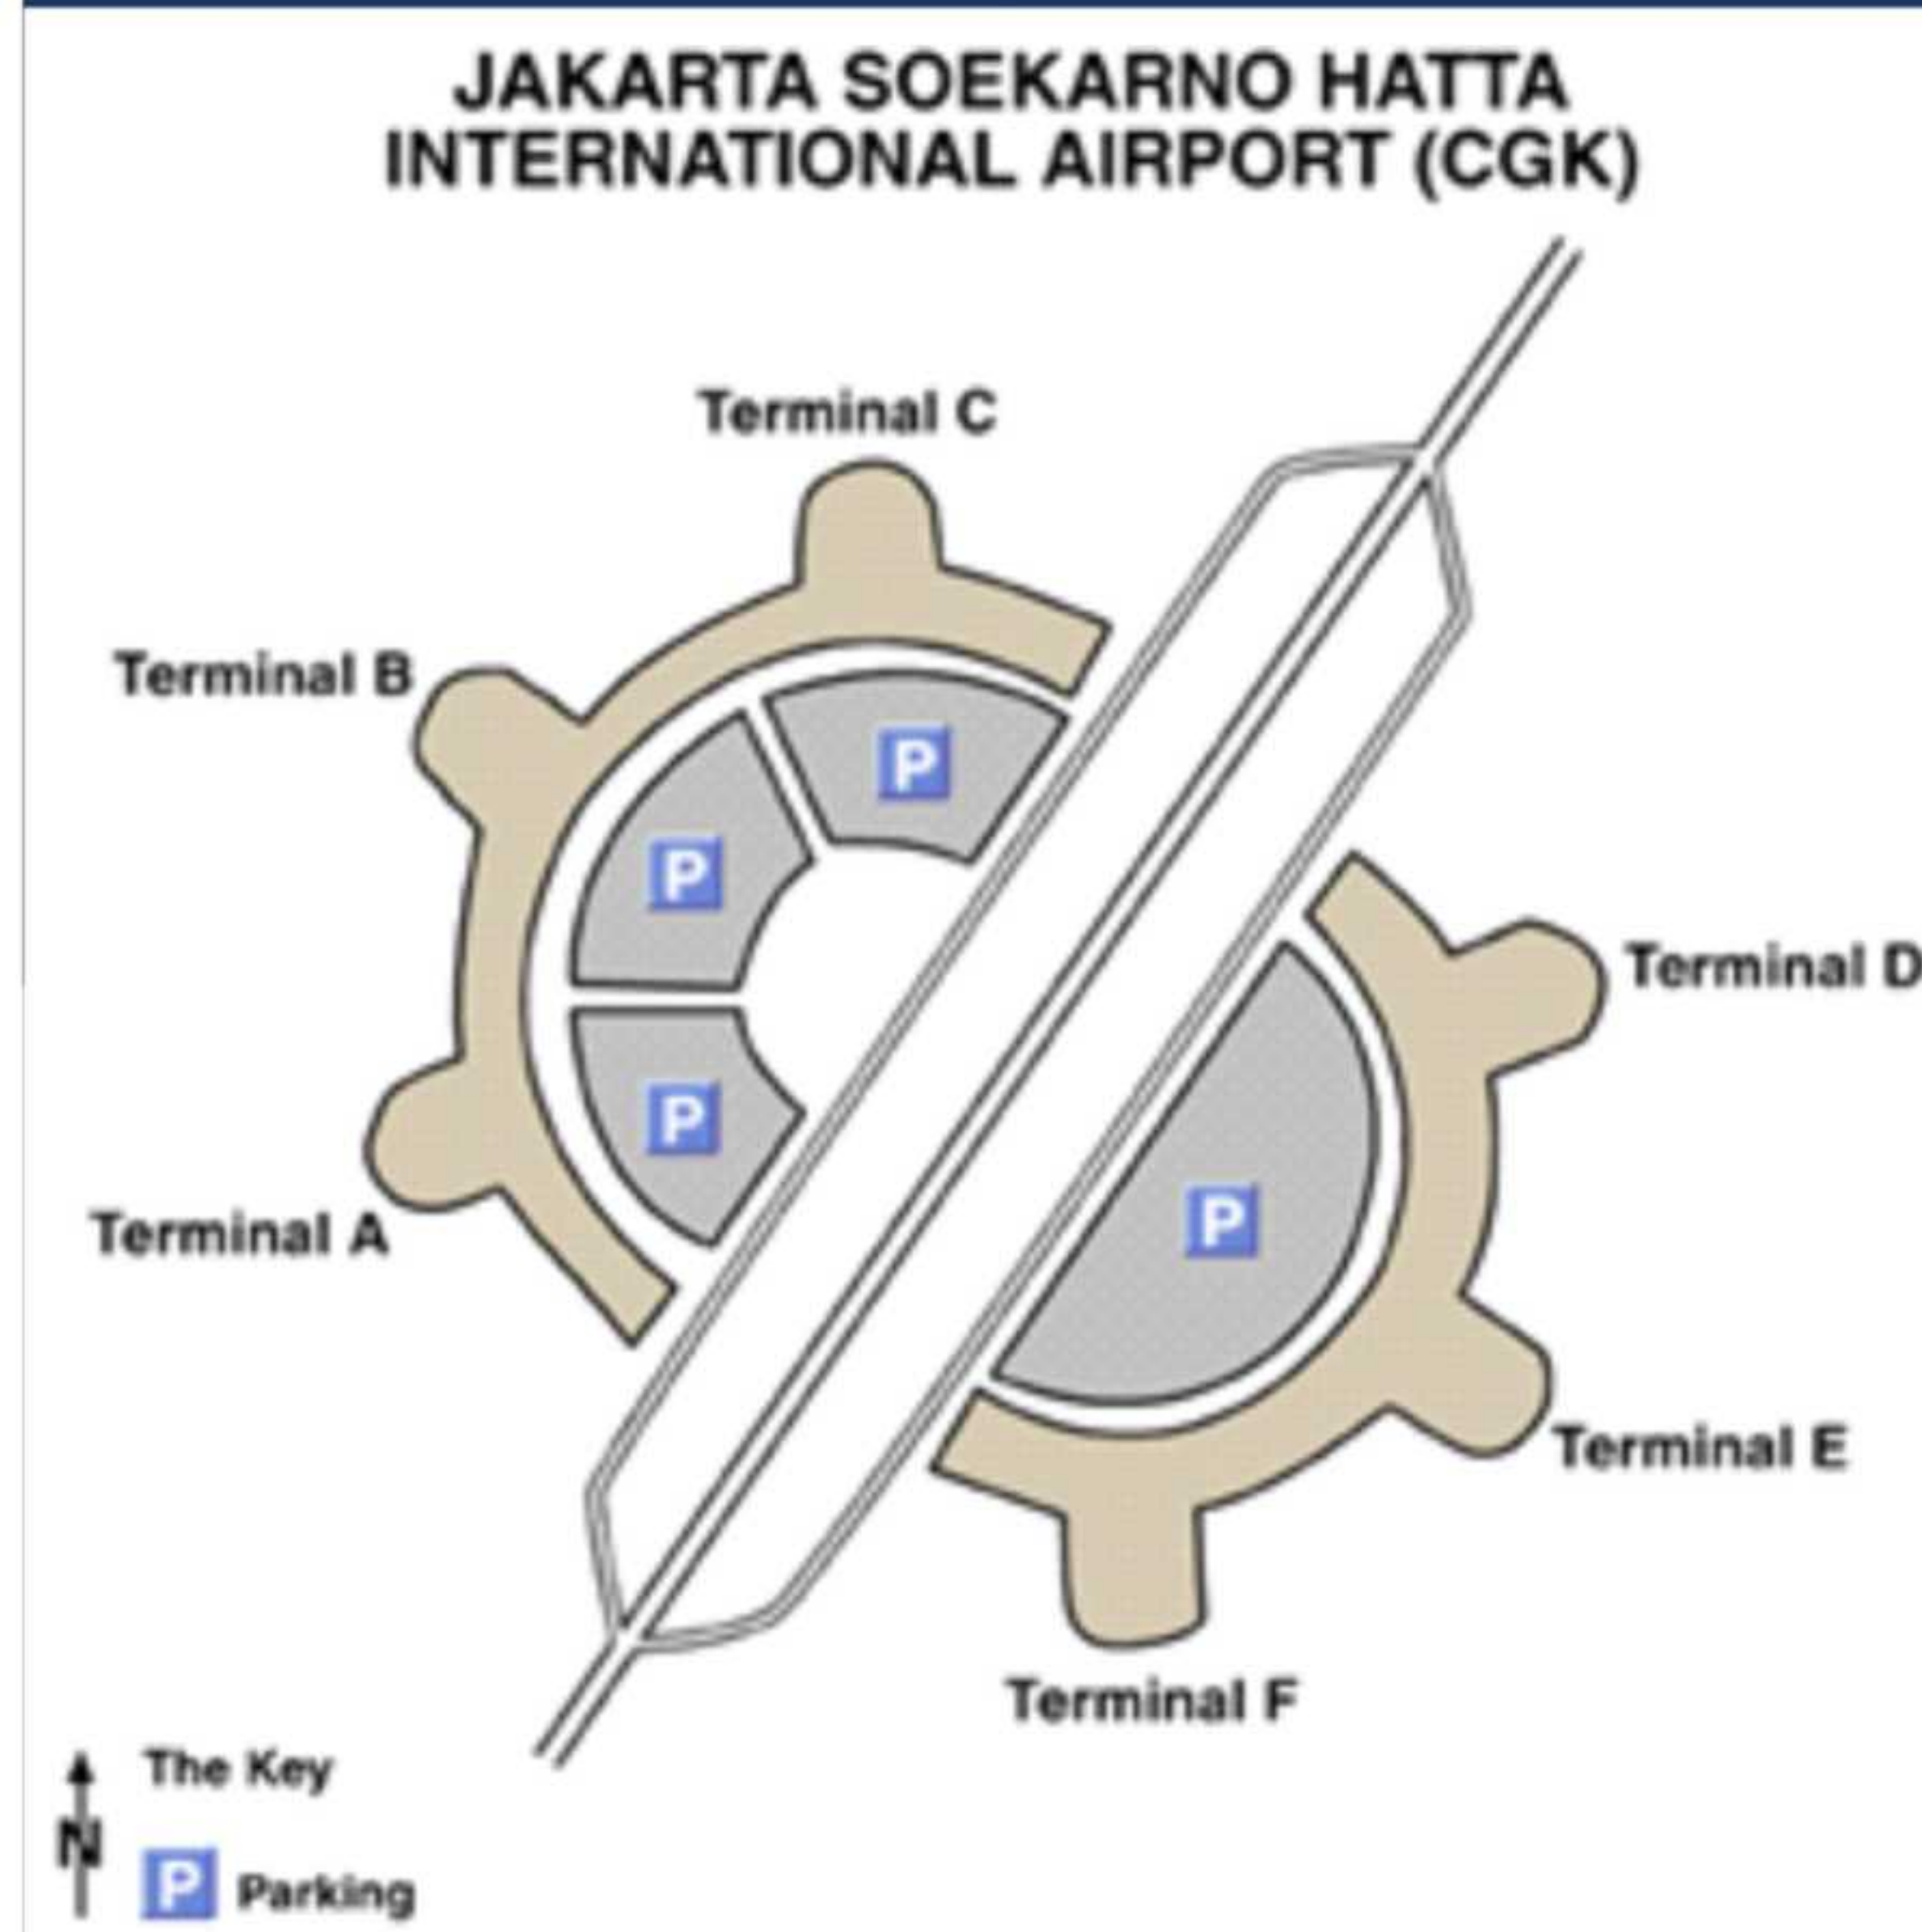 JAKARTA SOEKARNO HATTA
INTERNATIONAL AIRPORT (CGK)
Terminal C
Terminal B
P
P
Terminal D
P
Terminal A
P
Terminal E
Terminal F
The Key
N
P Parking